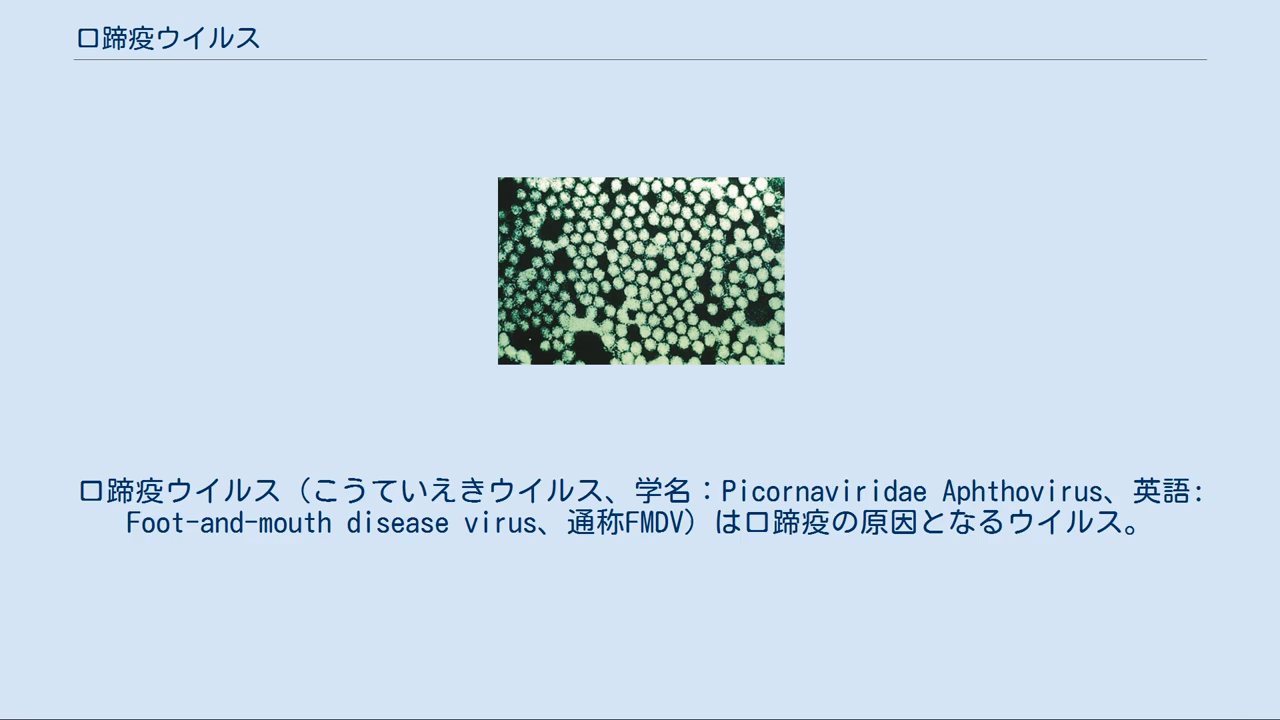 口蹄疫ウイルス
口蹄疫ウイルス（こうていえきウイルス、学名：Picornaviridae Aphthovirus、英語:
Foot-and-mouth disease virus、通称FMDV）は口蹄疫の原因となるウイルス。